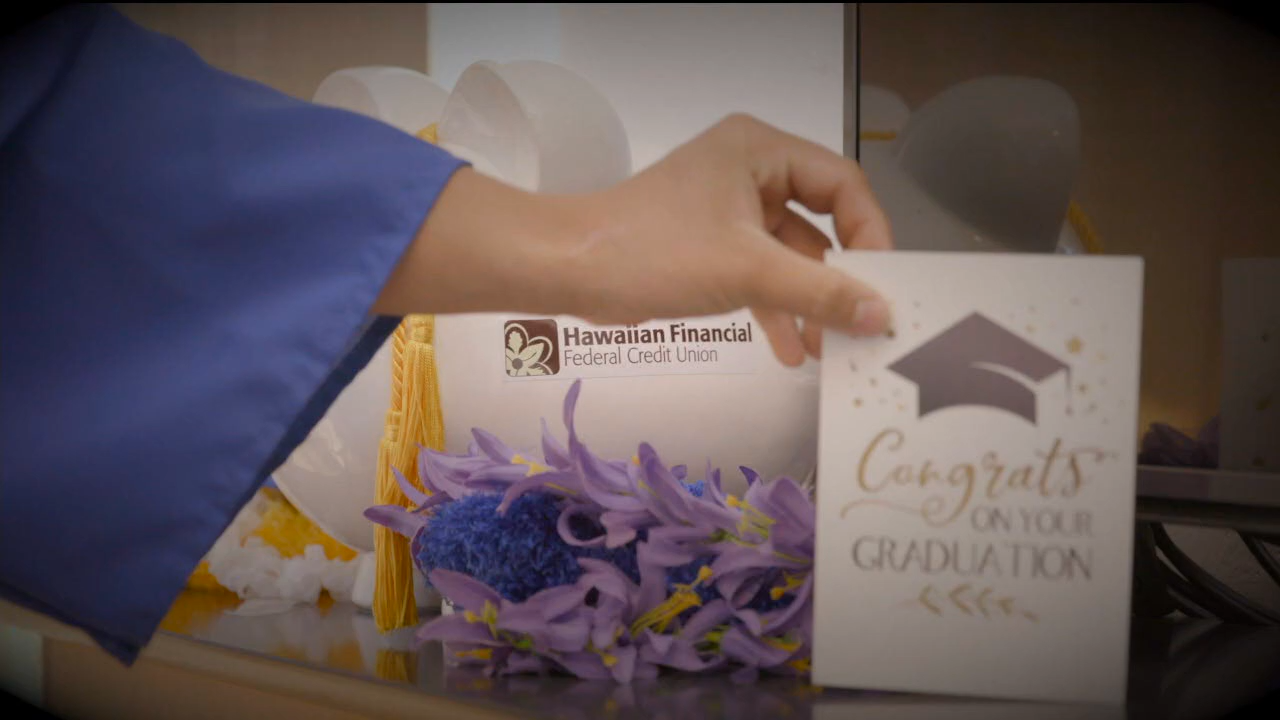 Hawaiian Financial
Federal Credit Union
Congrats
ON YOUR
GRADUATION